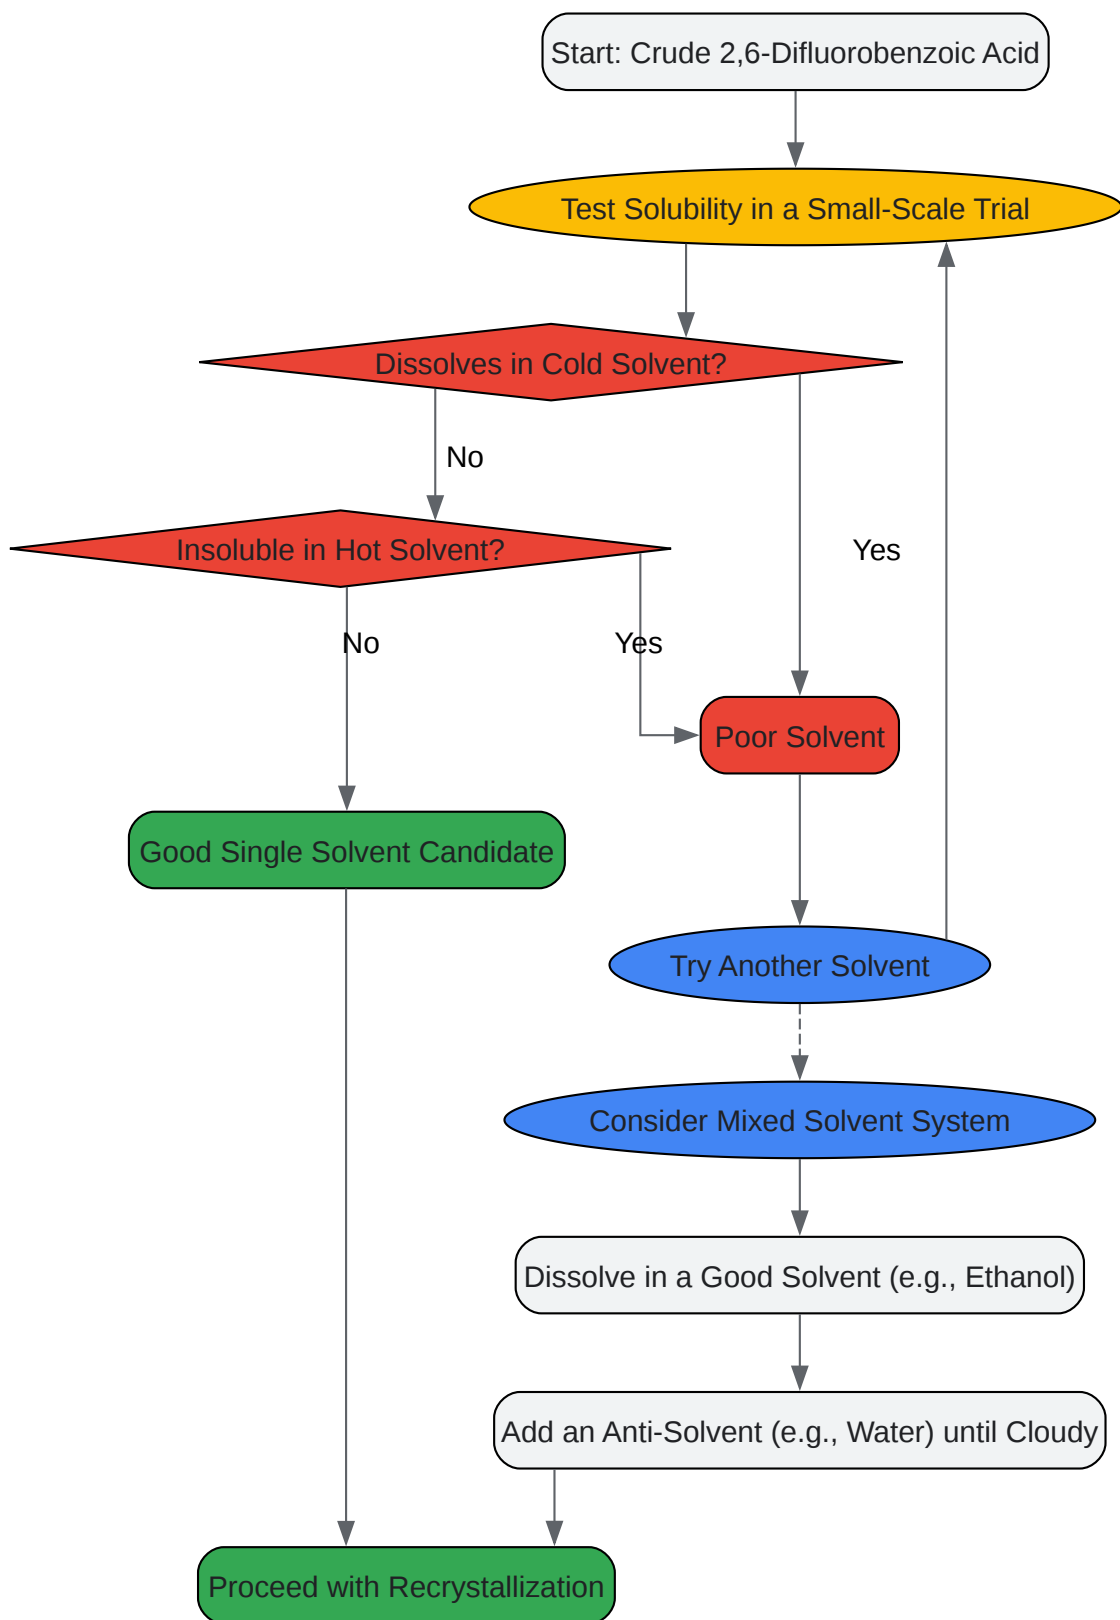 Start: Crude 2,6-Difluorobenzoic Acid
Test Solubility in a Small-Scale Trial
Dissolves in Cold Solvent?
No
Insoluble in Hot Solvent?
Yes
No
Yes
Poor Solvent
Good Single Solvent Candidate
Try Another Solvent
Consider Mixed Solvent System
Dissolve in a Good Solvent (e.g., Ethanol)
Add an Anti-Solvent (e.g., Water) until Cloudy
Proceed with Recrystallization